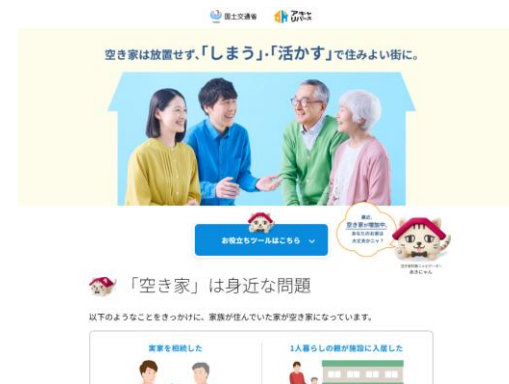 国土交通省
アキヤ
リバース
空き家は放置せず、「しまう」・「活かす」で住みよい街に。
最近、
空き家が増加中。
あなたのお家は
大丈夫かニャ？
お役立ちツールはこちら
あきにゃん
「空き家」は身近な問題
以下のようなことをきっかけに、家族が住んでいた家が空き家になっています。
実家を相続した
1人暮らしの親が施設に入居した